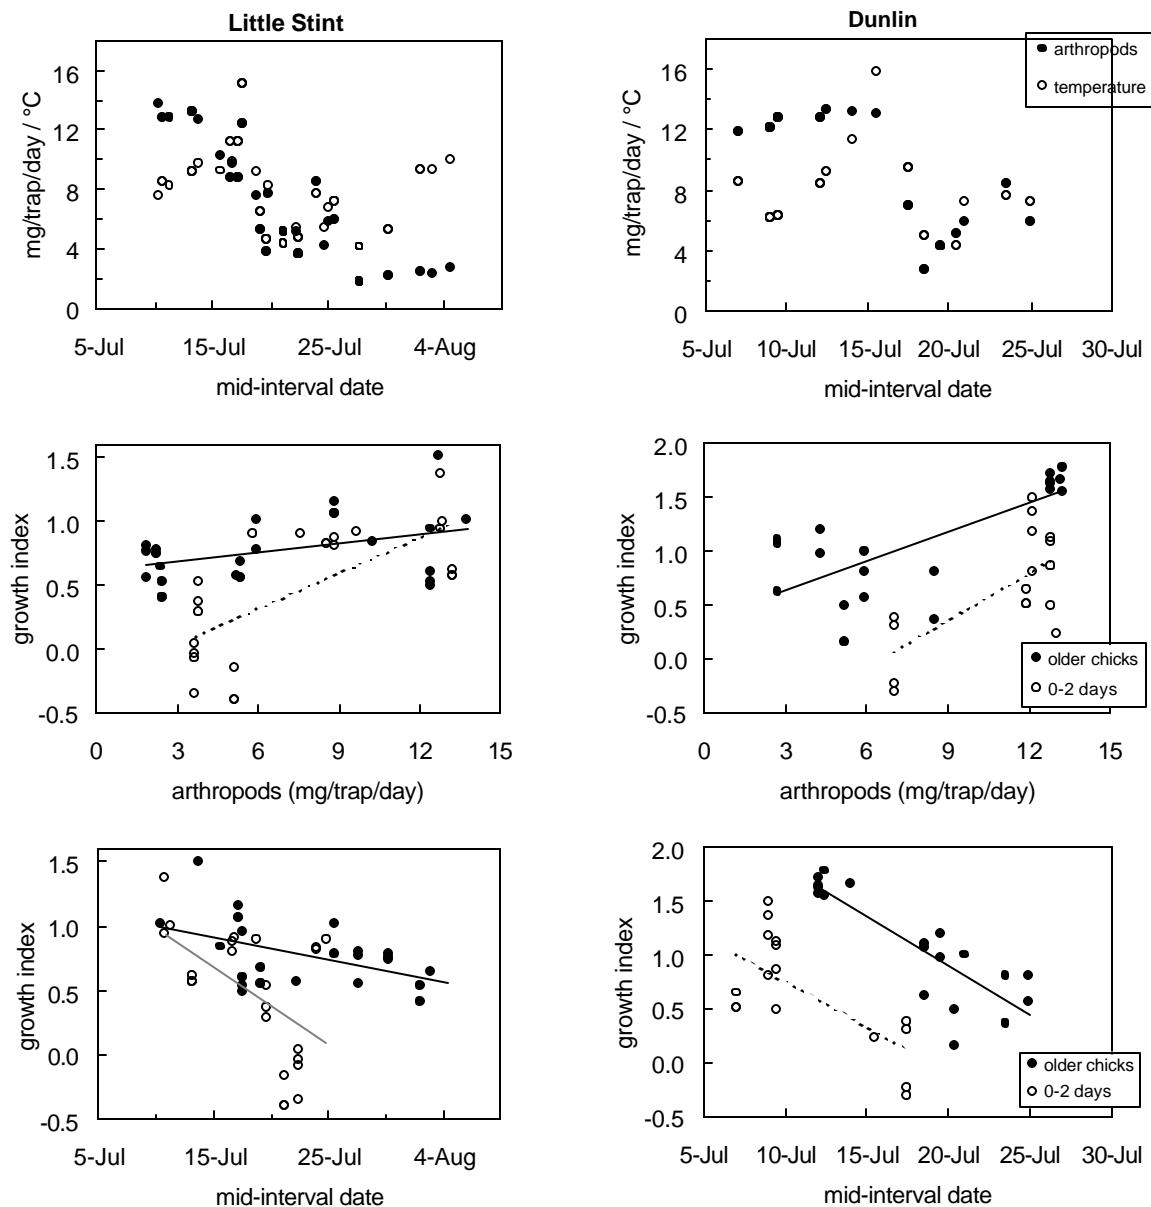 Little Stint
Dunlin
mg/trap/day / °C
16
12
8
4
0
5-Jul 15-Jul 25-Jul 4-Aug
mid-interval date
mg/trap/day / °C
16
12
8
4
0
5-Jul 10-Jul 15-Jul 20-Jul 25-Jul 30-Jul
mid-interval date
arthropods
temperature
growth index
1.5
1.0
0.5
0.0
-0.5
0 3 6 9 12 15
arthropods (mg/trap/day)
growth index
2.0
1.5
1.0
0.5
0.0
-0.5
0 3 6 9 12 15
arthropods (mg/trap/day)
older chicks
0-2 days
growth index
1.5
1.0
0.5
0.0
-0.5
5-Jul 15-Jul 25-Jul 4-Aug
mid-interval date
growth index
2.0
1.5
1.0
0.5
0.0
-0.5
5-Jul 10-Jul 15-Jul 20-Jul 25-Jul 30-Jul
mid-interval date
older chicks
0-2 days